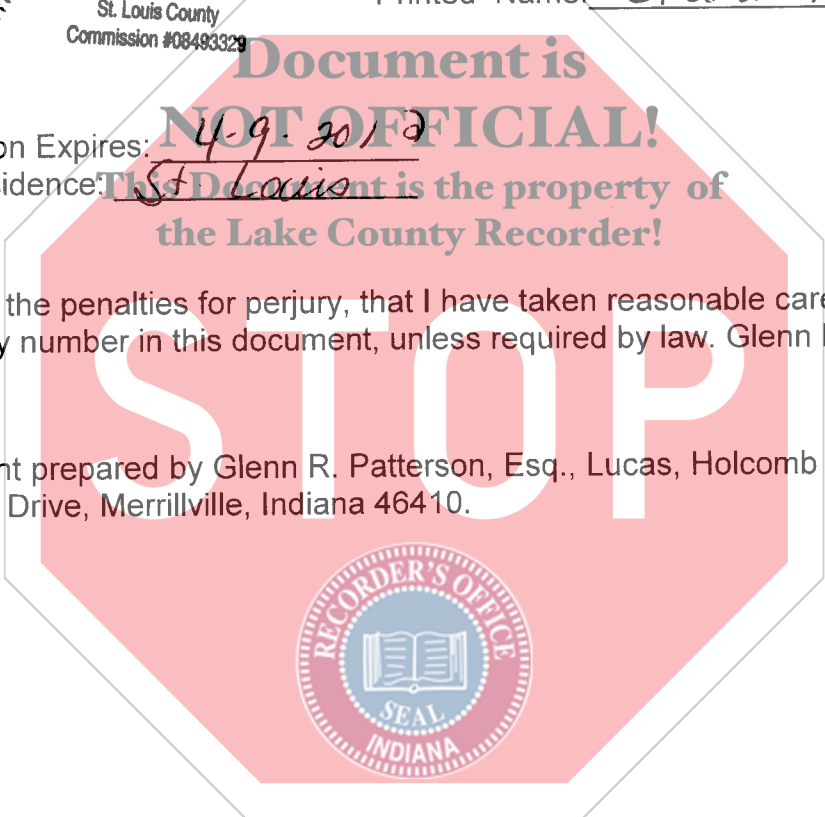 St. Louis County
Printed Name:
Commission #08493329
Document is
NOT OFFICIAL!
on Expires: 4-9-2012
sidence: St. Louis
This Document is the property of
the Lake County Recorder!
the penalties for perjury, that I have taken reasonable care
y number in this document, unless required by law. Glenn
STOP
nt prepared by Glenn R. Patterson, Esq., Lucas, Holcomb
Drive, Merrillville, Indiana 46410.
RECORDER'S OFFICE
SEAL
INDIANA